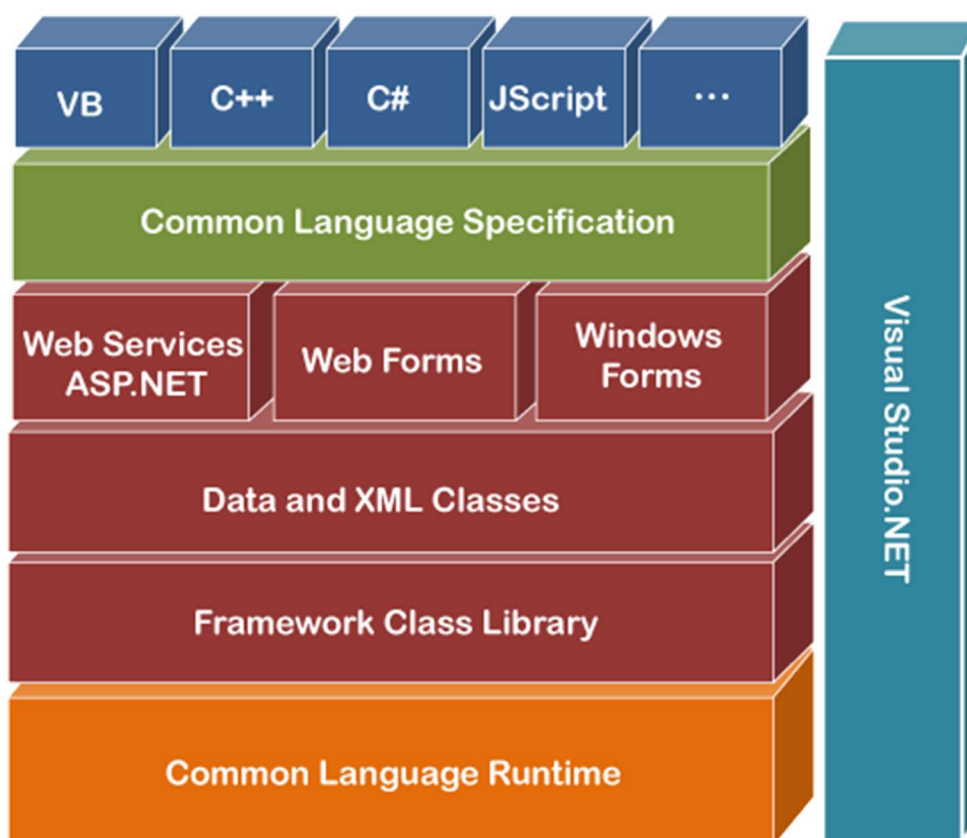 VB
C++
C#
JScript
...
Common Language Specification
Web Services
ASP.NET
Web Forms
Windows
Forms
Data and XML Classes
Framework Class Library
Common Language Runtime
Visual Studio.NET